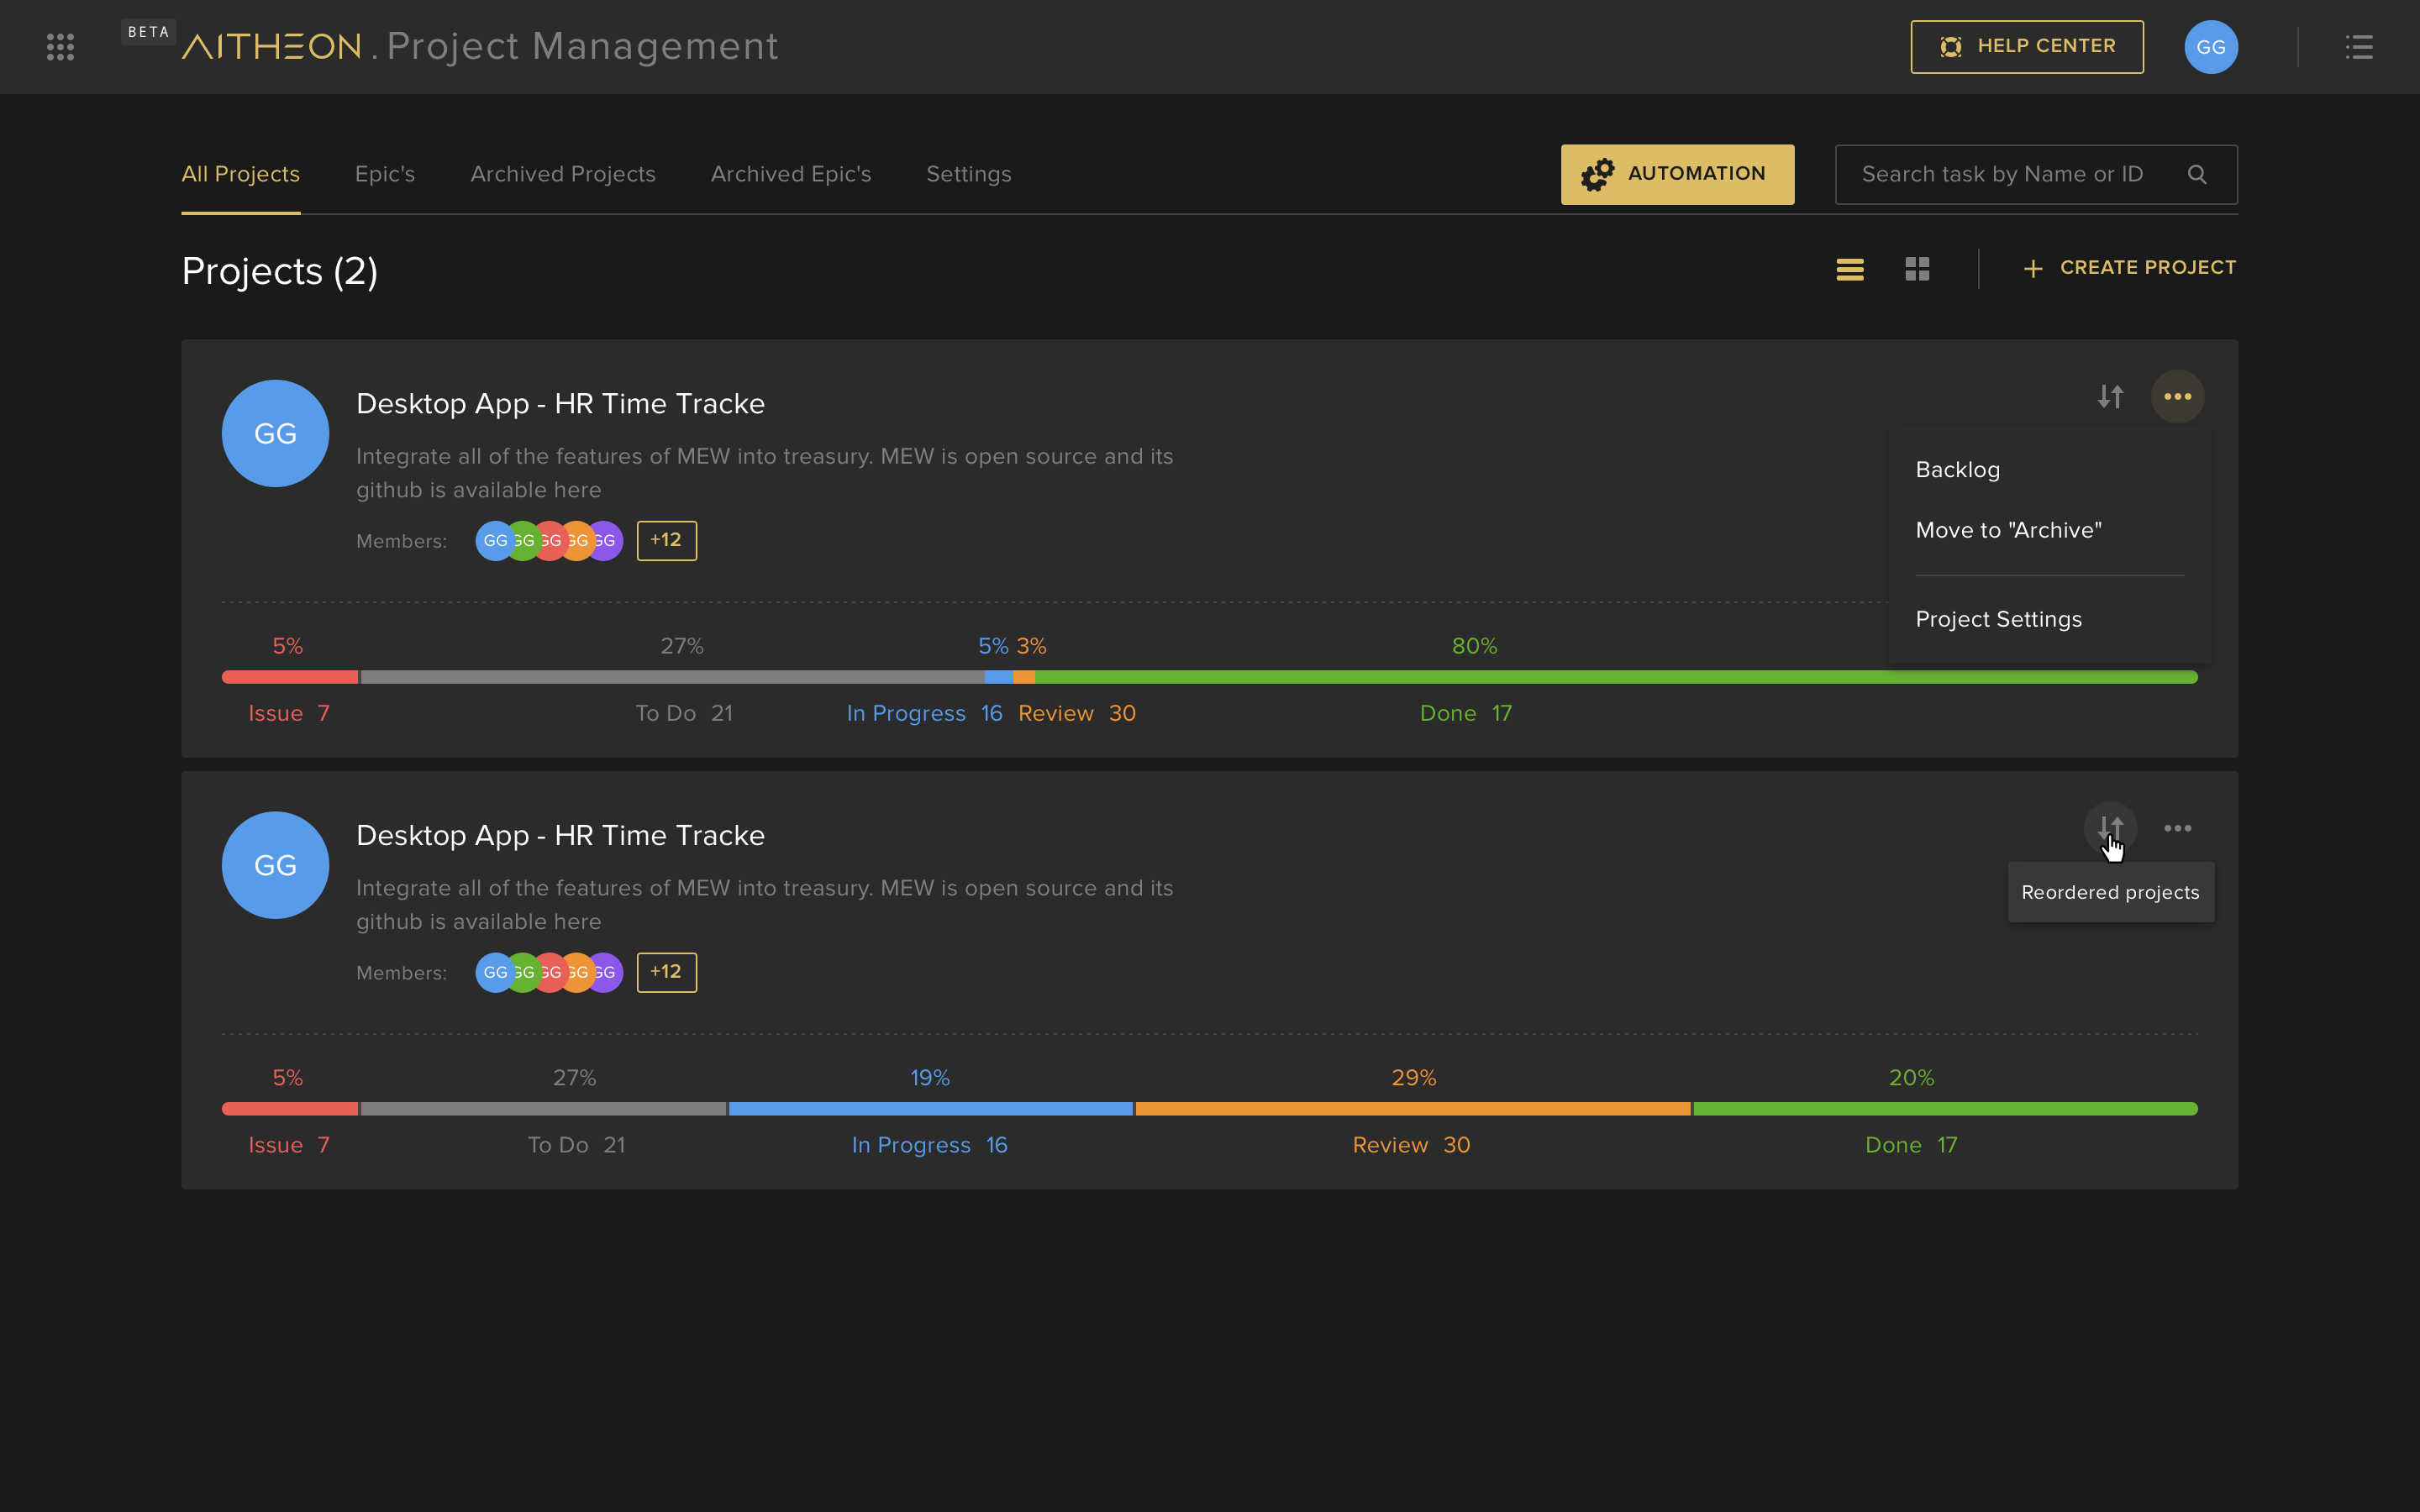 BETA
AITHEON . Project Management
HELP CENTER
GG
All Projects
Epic's
Archived Projects
Archived Epic's
Settings
AUTOMATION
Search task by Name or ID
Projects (2)
CREATE PROJECT
GG
Desktop App - HR Time Tracke
Integrate all of the features of MEW into treasury. MEW is open source and its
github is available here
Members: GG GG GG GG GG +12
Backlog
Move to "Archive"
Project Settings
5% 27% 5% 3% 80%
Issue 7 To Do 21 In Progress 16 Review 30 Done 17
GG
Desktop App - HR Time Tracke
Integrate all of the features of MEW into treasury. MEW is open source and its
github is available here
Members: GG GG GG GG GG +12
Reordered projects
5% 27% 19% 29% 20%
Issue 7 To Do 21 In Progress 16 Review 30 Done 17